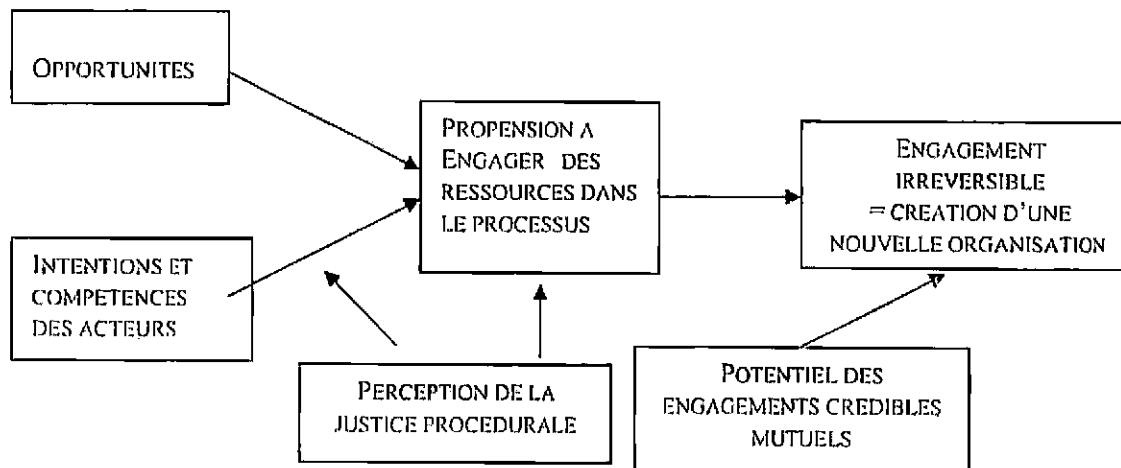 OPPORTUNITES
PROPENSION A
ENGAGER DES
RESSOURCES DANS
LE PROCESSUS
ENGAGEMENT
IRREVERSIBLE
= CREATION D'UNE
NOUVELLE ORGANISATION
INTENTIONS ET
COMPETENCES
DES ACTEURS
PERCEPTION DE LA
JUSTICE PROCEDURALE
POTENTIEL DES
ENGAGEMENTS CREDIBLES
MUTUELS